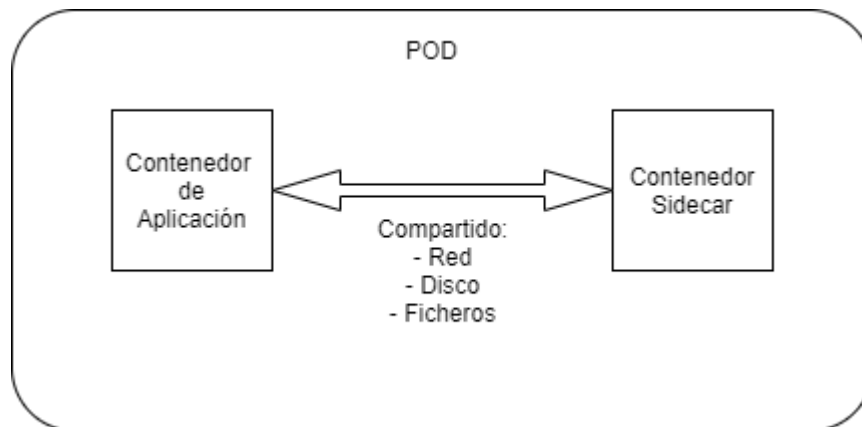 POD
Contenedor
de
Aplicación
Contenedor
Sidecar
Compartido:
- Red
- Disco
- Ficheros